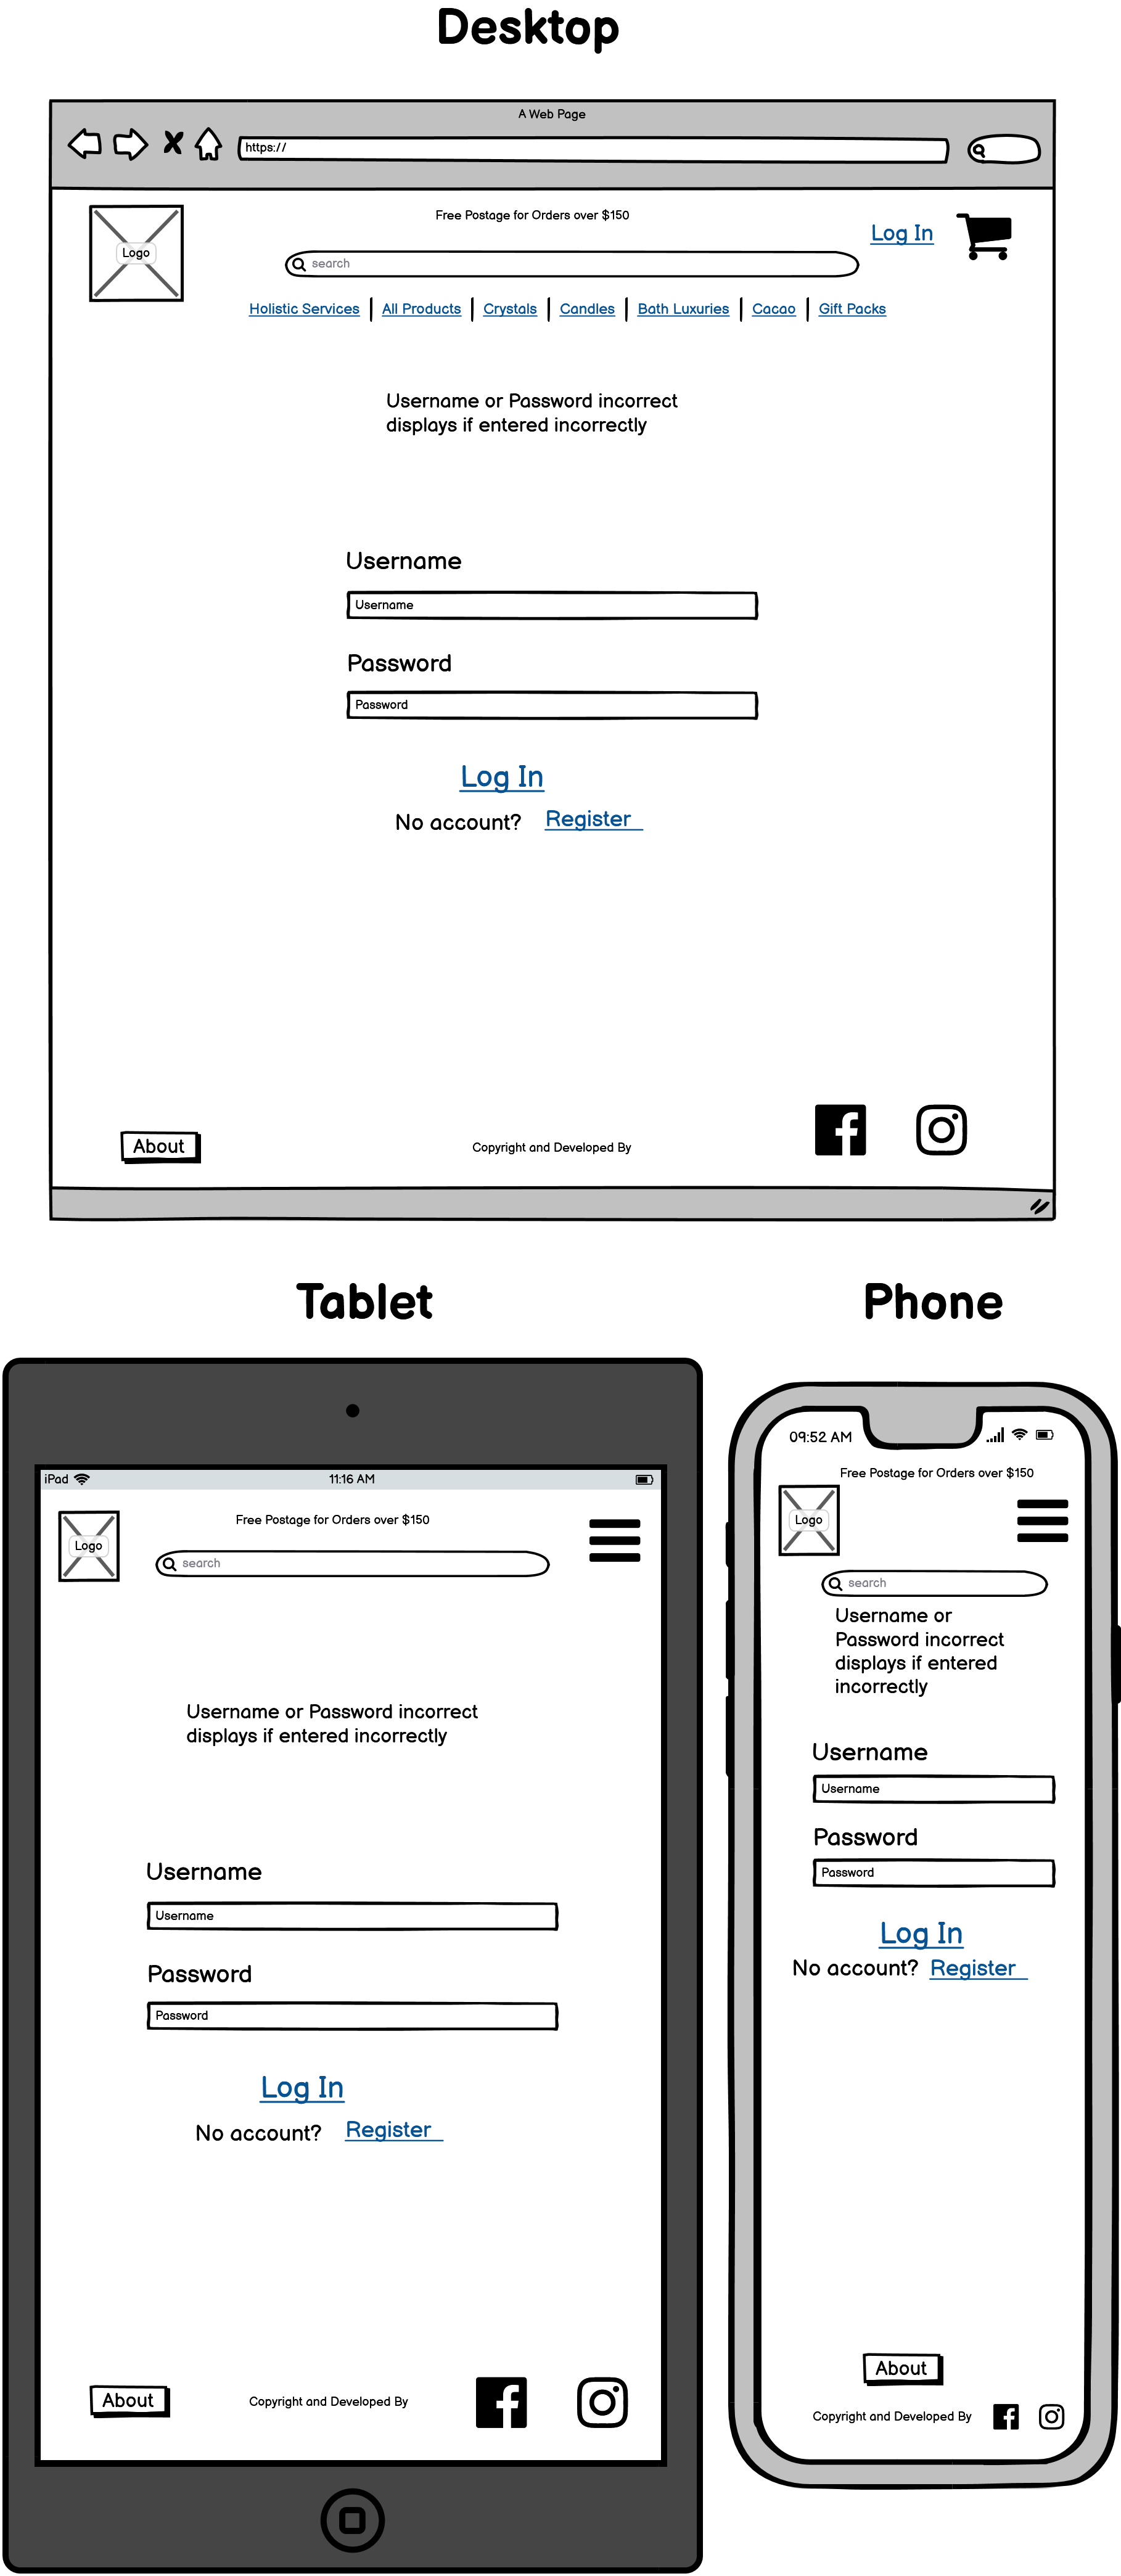 Desktop
A Web Page
https://
Logo
Free Postage for Orders over $150
Log In
search
Holistic Services | All Products | Crystals | Candles | Bath Luxuries | Cacao | Gift Packs
Username or Password incorrect
displays if entered incorrectly
Username
Username
Password
Password
Log In
No account? Register
About
Copyright and Developed By
Tablet
iPad
11:16 AM
Logo
Free Postage for Orders over $150
search
Username or Password incorrect
displays if entered incorrectly
Username
Username
Password
Password
Log In
No account? Register
About
Copyright and Developed By
Phone
09:52 AM
Free Postage for Orders over $150
Logo
search
Username or
Password incorrect
displays if entered
incorrectly
Username
Username
Password
Password
Log In
No account? Register
About
Copyright and Developed By